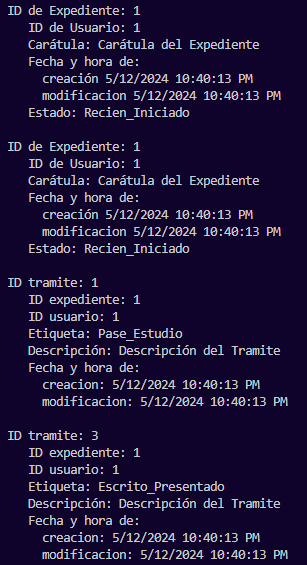 ID de Expediente: 1
ID de Usuario: 1
Carátula: Carátula del Expediente
Fecha y hora de:
creación 5/12/2024 10:40:13 PM
modificacion 5/12/2024 10:40:13 PM
Estado: Recien_Iniciado
ID de Expediente: 1
ID de Usuario: 1
Carátula: Carátula del Expediente
Fecha y hora de:
creación 5/12/2024 10:40:13 PM
modificacion 5/12/2024 10:40:13 PM
Estado: Recien_Iniciado
ID tramite: 1
ID expediente: 1
ID usuario: 1
Etiqueta: Pase_Estudio
Descripción: Descripción del Tramite
Fecha y hora de:
creacion: 5/12/2024 10:40:13 PM
modificacion: 5/12/2024 10:40:13 PM
ID tramite: 3
ID expediente: 1
ID usuario: 1
Etiqueta: Escrito_Presentado
Descripción: Descripción del Tramite
Fecha y hora de:
creacion: 5/12/2024 10:40:13 PM
modificacion: 5/12/2024 10:40:13 PM